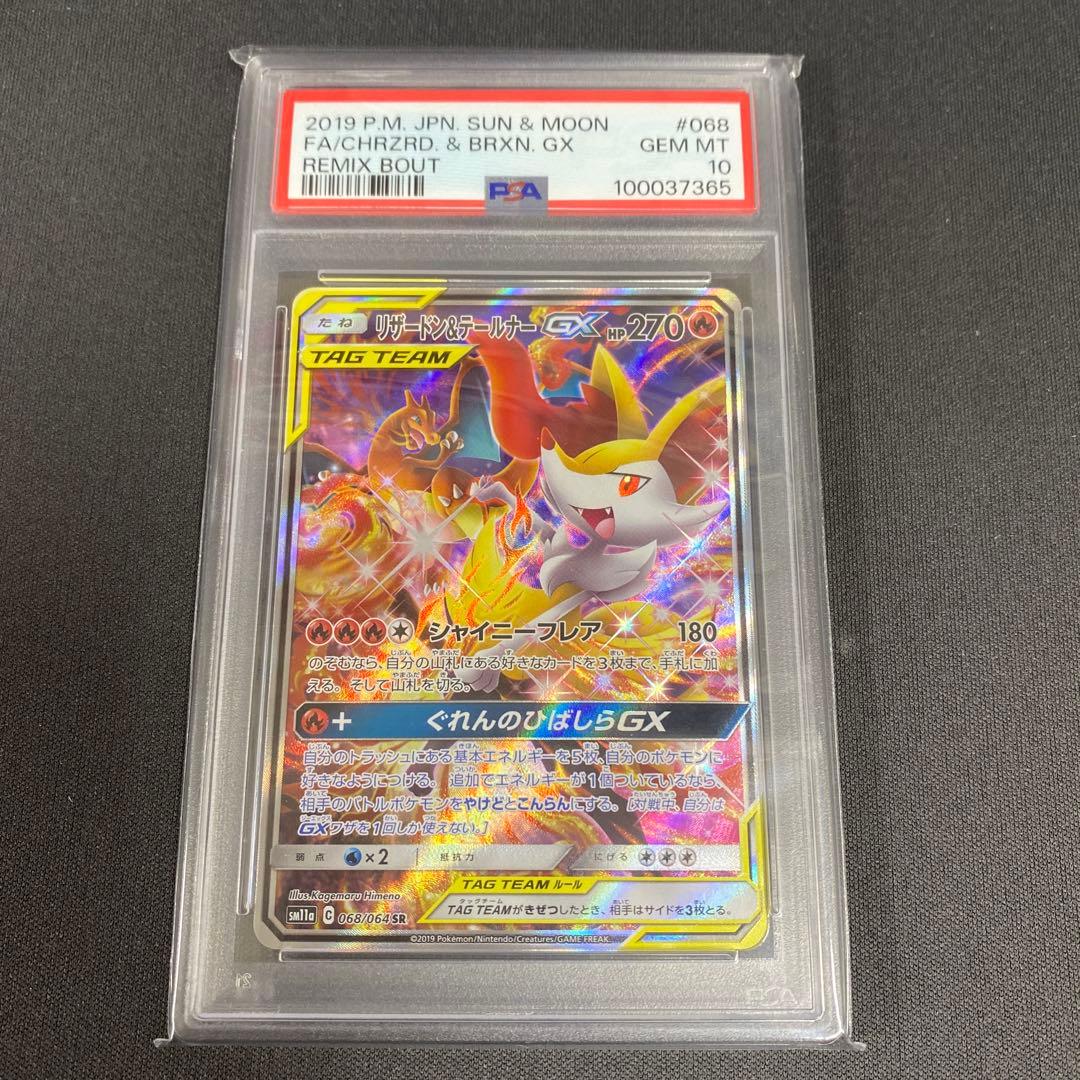 2019 P.M. JPN. SUN & MOON #068
FA/CHRZRD. & BRXN. GX GEM MT
REMIX BOUT 10
PSA 100037365
たね リザードン&テールナーGX HP270
TAG TEAM
シャイニーフレア 180
のぞむなら、自分の山札にある好きなカードを3枚まで、手札に加
える。そして山札を切る。
+ ぐれんのひばしらGX
自分のトラッシュにある基本エネルギーを5枚、自分のポケモンに
好きなようにつける。追加でエネルギーが1個ついているなら、
相手のバトルポケモンをやけどとこんらんにする。[対戦中、自分は
GXワザを1回しか使えない。]
弱点 ×2 抵抗力 にげる
Illus. Kagemaru Himeno
TAG TEAM ルール
TAG TEAMがきぜつしたとき、相手はサイドを3枚とる。
sm11a C 068/064 SR
©2019 Pokémon/Nintendo/Creatures/GAME FREAK.
PSA